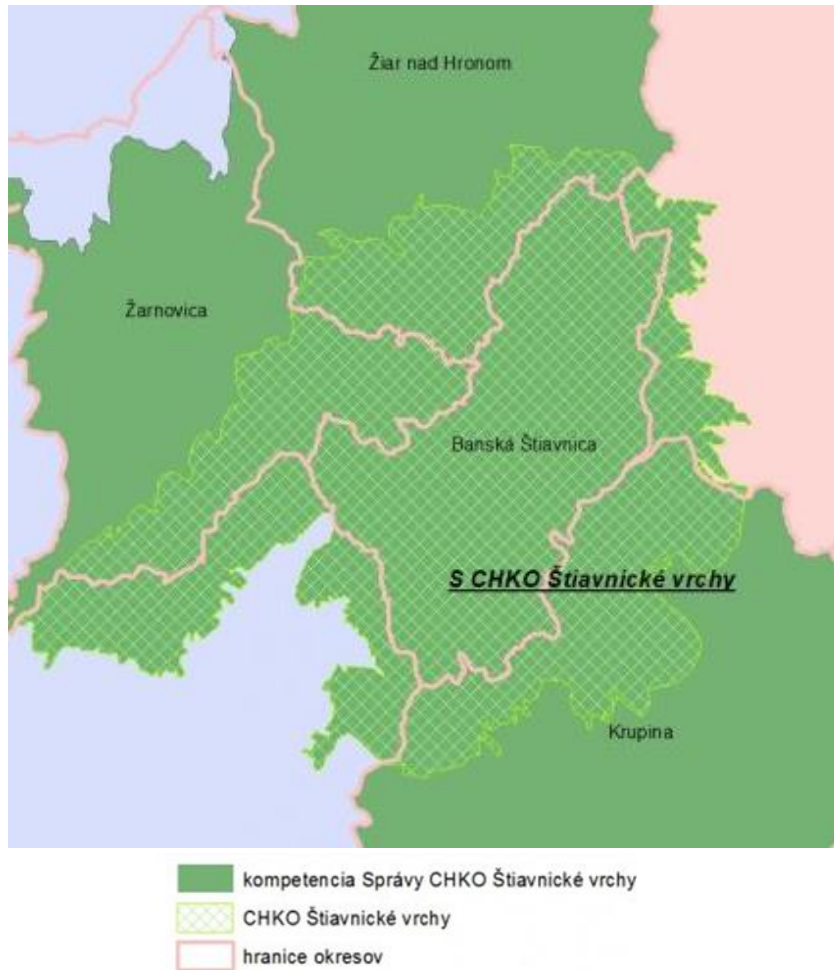 Žiar nad Hronom
Žarnovica
Banská Štiavnica
S CHKO Štiavnické vrchy
Krupina
kompetencia Správy CHKO Štiavnické vrchy
CHKO Štiavnické vrchy
hranice okresov